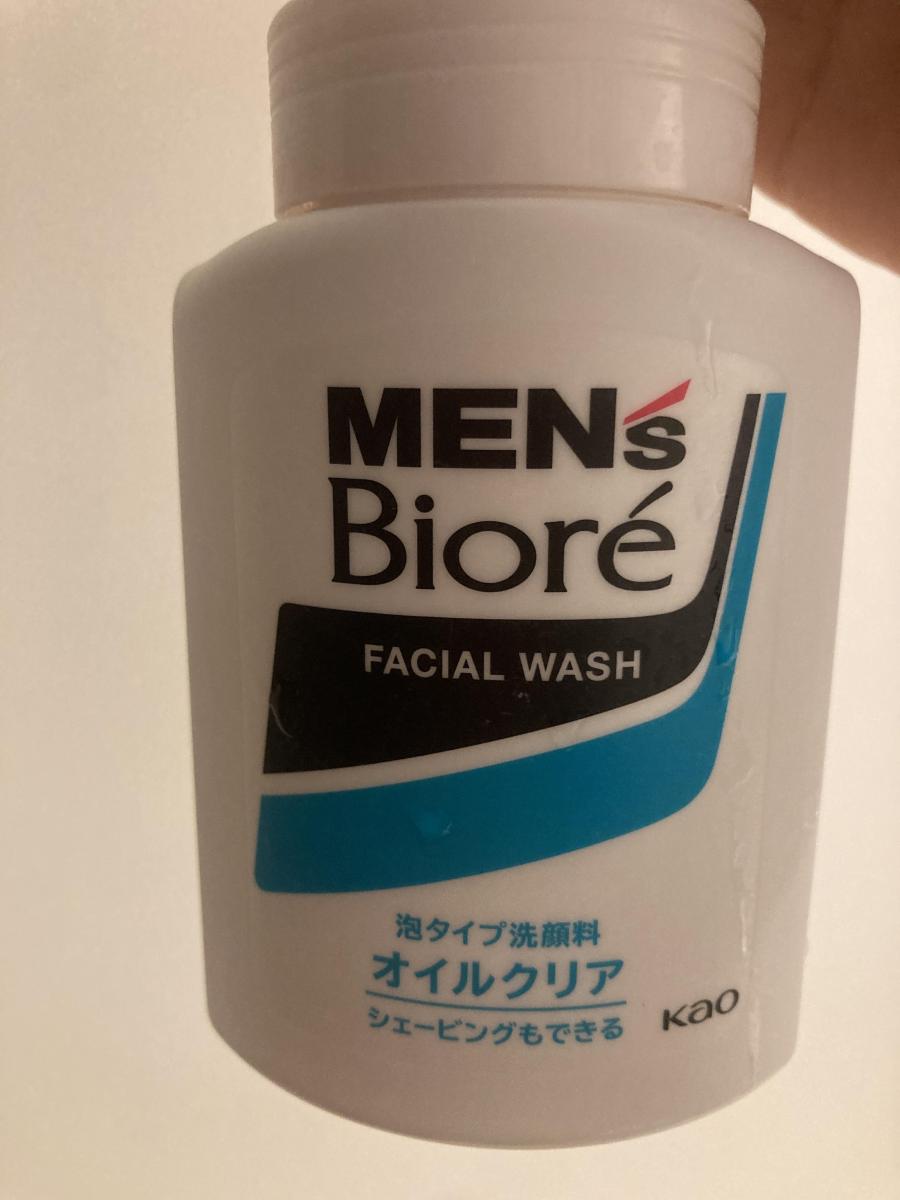 MEN's
Bioré
FACIAL WASH
泡タイプ洗顔料
オイルクリア
シェービングもできる
Kao